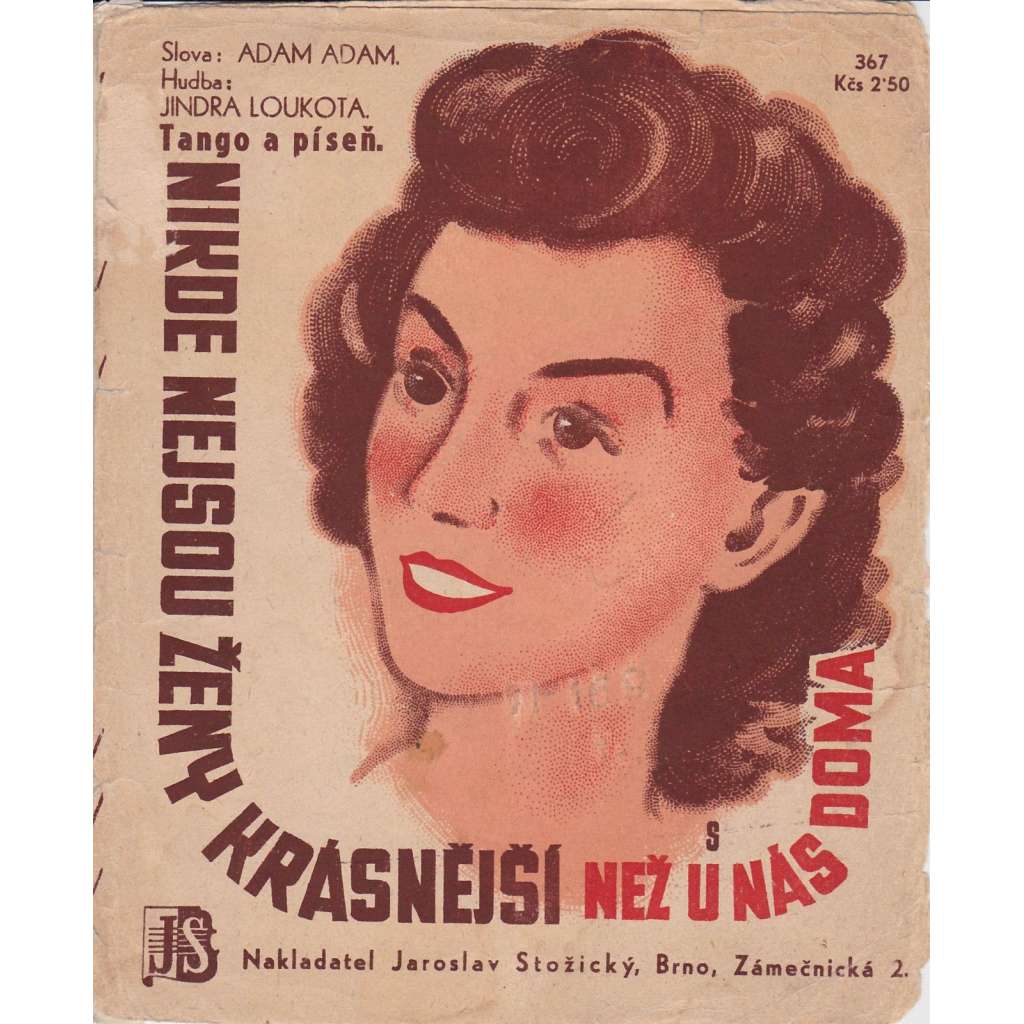 Slova: ADAM ADAM.
Hudba:
JINDRA LOUKOTA.
Tango a píseň.
367
Kčs 2'50
NIKDE NEJSOU ŽENY KRÁSNĚJŠÍ NEŽ U NÁS DOMA
S
JS
Nakladatel Jaroslav Stožický, Brno, Zámečnická 2.